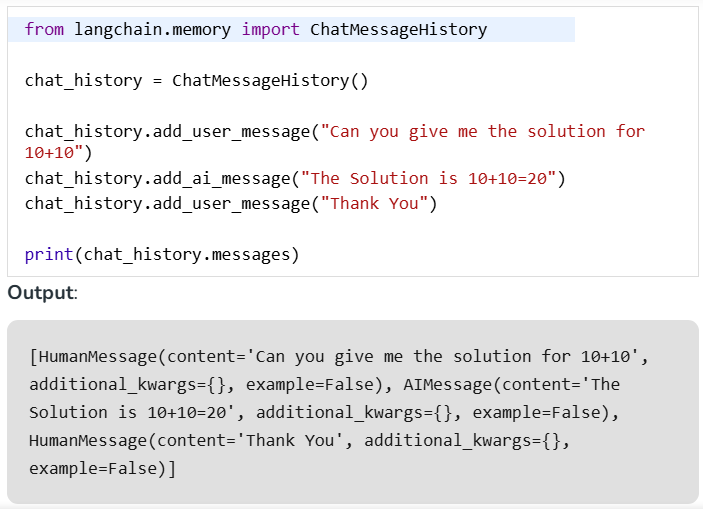 from langchain.memory import ChatMessageHistory
chat_history = ChatMessageHistory()
chat_history.add_user_message("Can you give me the solution for
10+10")
chat_history.add_ai_message("The Solution is 10+10=20")
chat_history.add_user_message("Thank You")
print(chat_history.messages)
Output:
[HumanMessage(content='Can you give me the solution for 10+10',
additional_kwargs={}, example=False), AIMessage(content='The
Solution is 10+10=20', additional_kwargs={}, example=False),
HumanMessage(content='Thank You', additional_kwargs={},
example=False)]